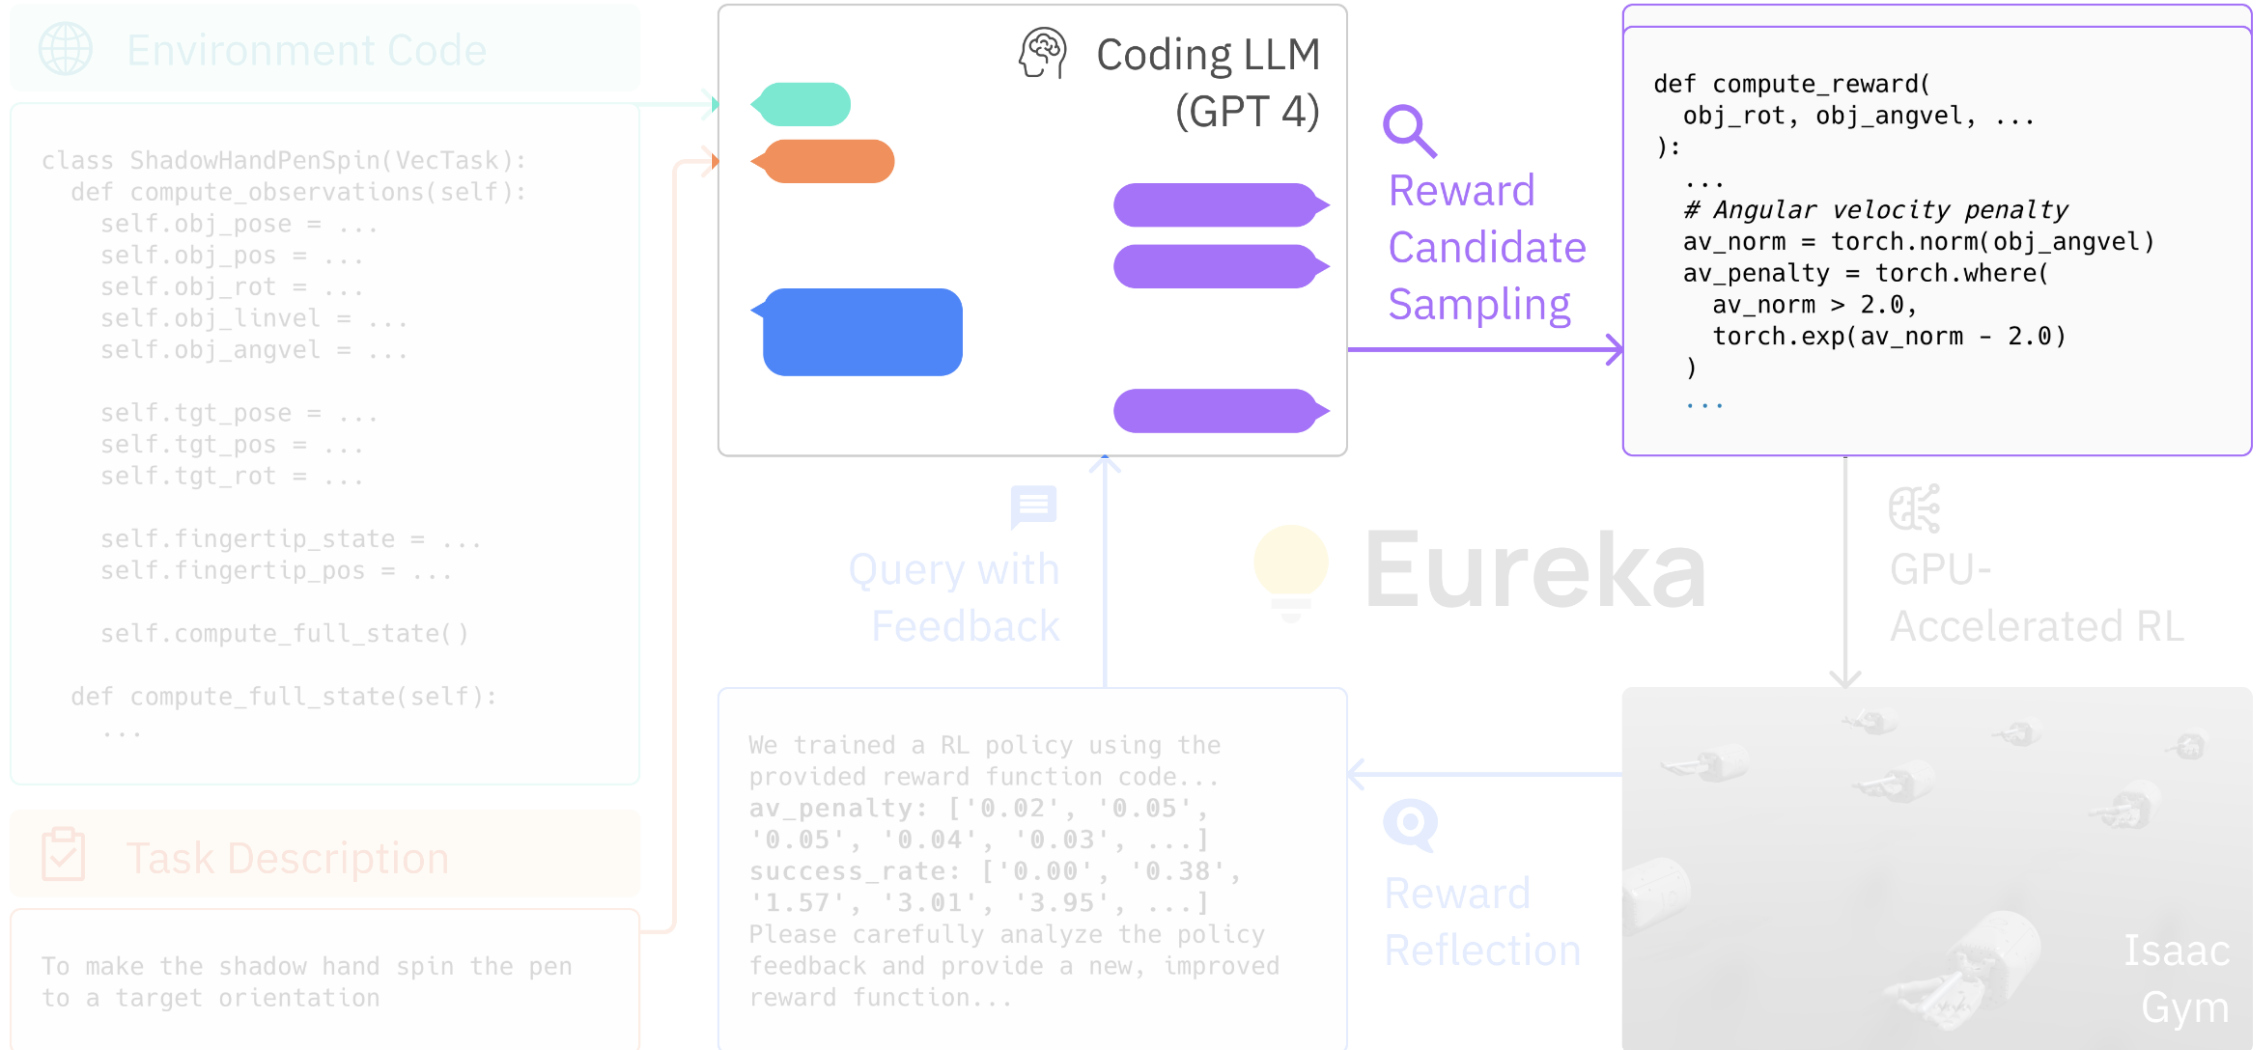 Environment Code
class ShadowHandPenSpin(VecTask):
  def compute_observations(self):
    self.obj_pose = ...
    self.obj_pos = ...
    self.obj_rot = ...
    self.obj_linvel = ...
    self.obj_angvel = ...
    self.tgt_pose = ...
    self.tgt_pos = ...
    self.tgt_rot = ...
    self.fingertip_state = ...
    self.fingertip_pos = ...
    self.compute_full_state()
  def compute_full_state(self):
    ...
Task Description
To make the shadow hand spin the pen
to a target orientation
Coding LLM
(GPT 4)
Reward
Candidate
Sampling
def compute_reward(
  obj_rot, obj_angvel, ...
):
  ...
  # Angular velocity penalty
  av_norm = torch.norm(obj_angvel)
  av_penalty = torch.where(
    av_norm > 2.0,
    torch.exp(av_norm - 2.0)
  )
  ...
Query with
Feedback
Eureka
GPU-
Accelerated RL
We trained a RL policy using the
provided reward function code...
av_penalty: ['0.02', '0.05',
'0.05', '0.04', '0.03', ...]
success_rate: ['0.00', '0.38',
'1.57', '3.01', '3.95', ...]
Please carefully analyze the policy
feedback and provide a new, improved
reward function...
Reward
Reflection
Isaac
Gym